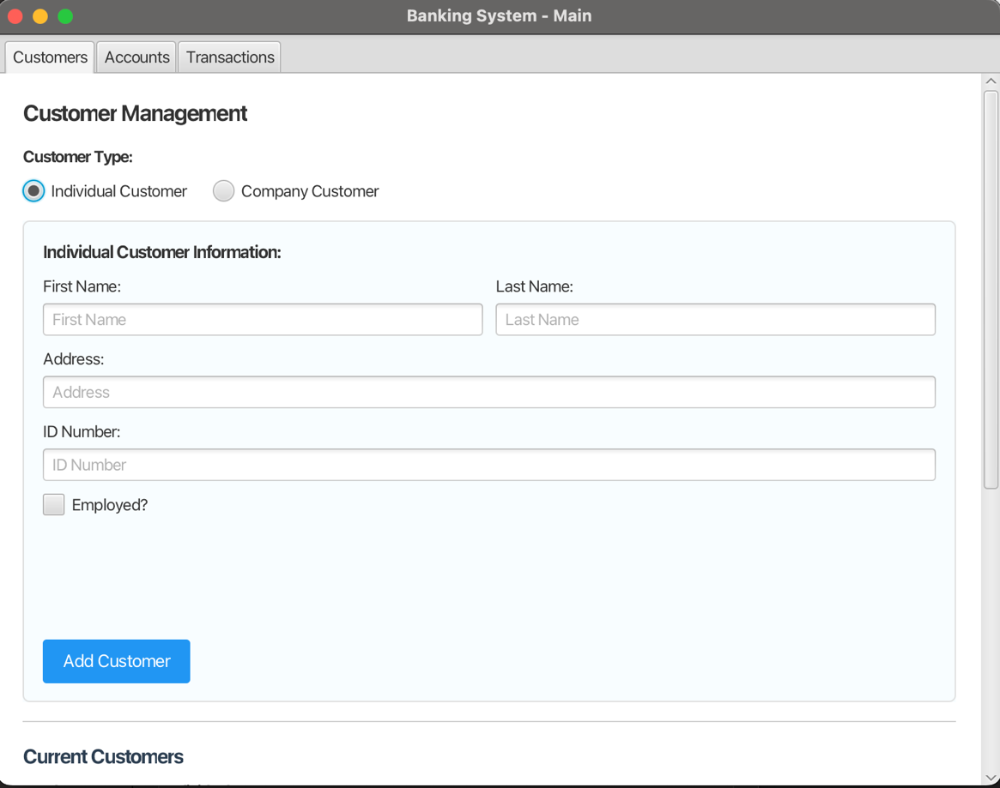 Banking System - Main
Customers Accounts Transactions
Customer Management
Customer Type:
Individual Customer Company Customer
Individual Customer Information:
First Name: Last Name:
First Name Last Name
Address:
Address
ID Number:
ID Number
Employed?
Add Customer
Current Customers